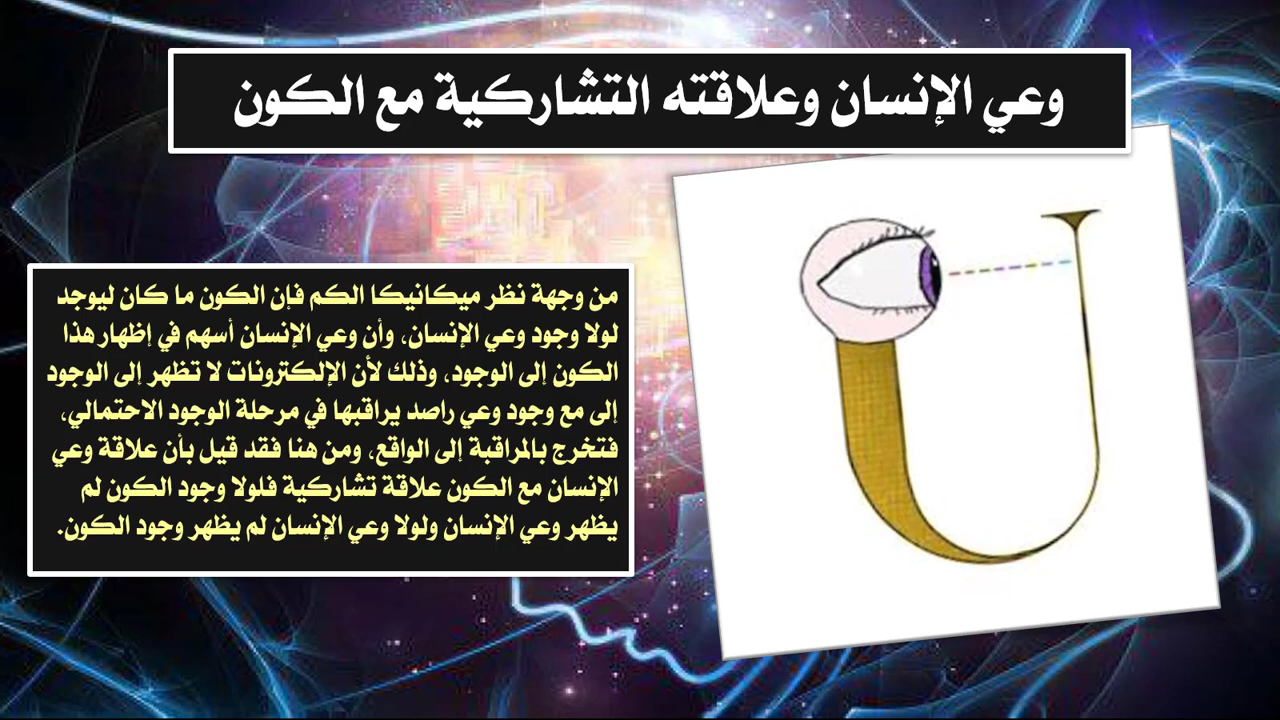 وعي الإنسان وعلاقته التشاركية مع الكون
من وجهة نظر ميكانيكا الكم فإن الكون ما كان ليوجد
لولا وجود وعي الإنسان، وأن وعي الإنسان أسهم في إظهار هذا
الكون إلى الوجود، وذلك لأن الإلكترونات لا تظهر إلى الوجود
إلى مع وجود وعي راصد يراقبها في مرحلة الوجود الاحتمالي،
فتخرج بالمراقبة إلى الواقع، ومن هنا فقد قيل بأن علاقة وعي
الإنسان مع الكون علاقة تشاركية فلولا وجود الكون لم
يظهر وعي الإنسان ولولا وعي الإنسان لم يظهر وجود الكون.